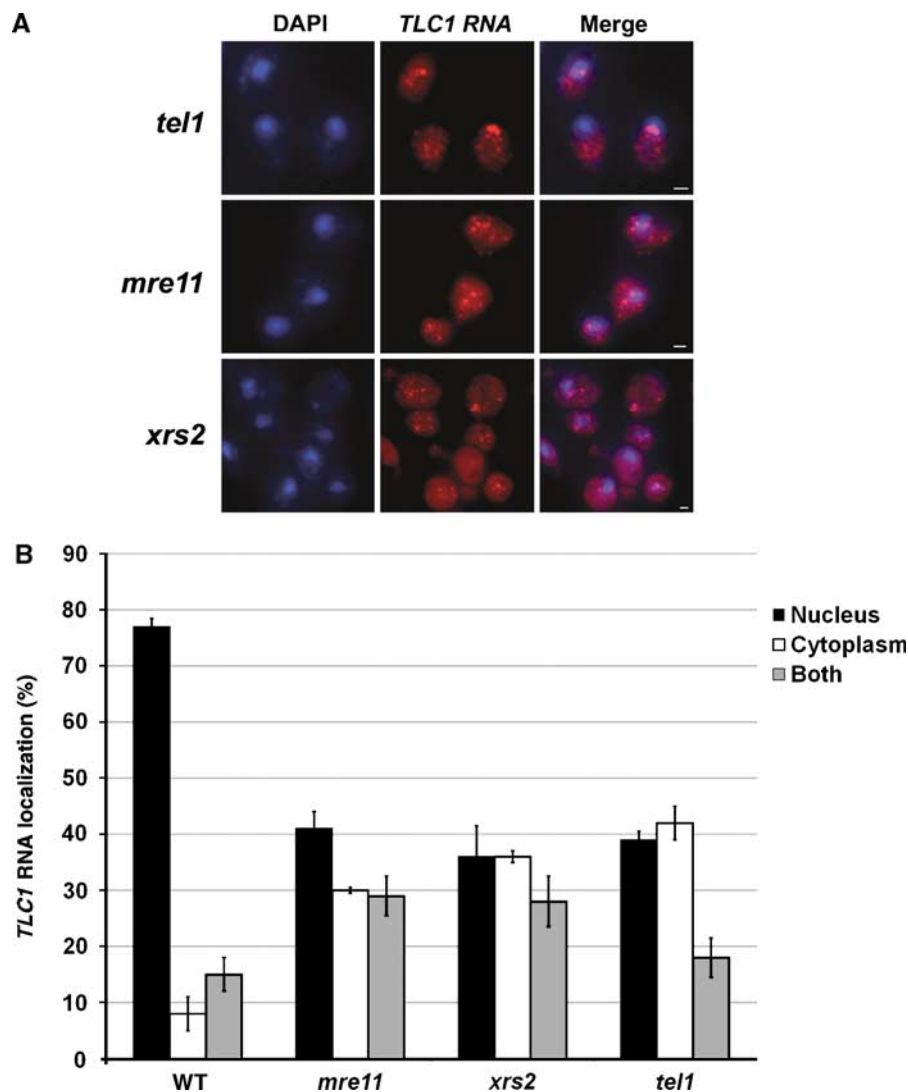 A
DAPI TLC1 RNA Merge
tel1
mre11
xrs2
B
90
80
70
60
50
40
30
20
10
0
TLC1 RNA localization (%)
Nucleus
Cytoplasm
Both
WT mre11 xrs2 tel1